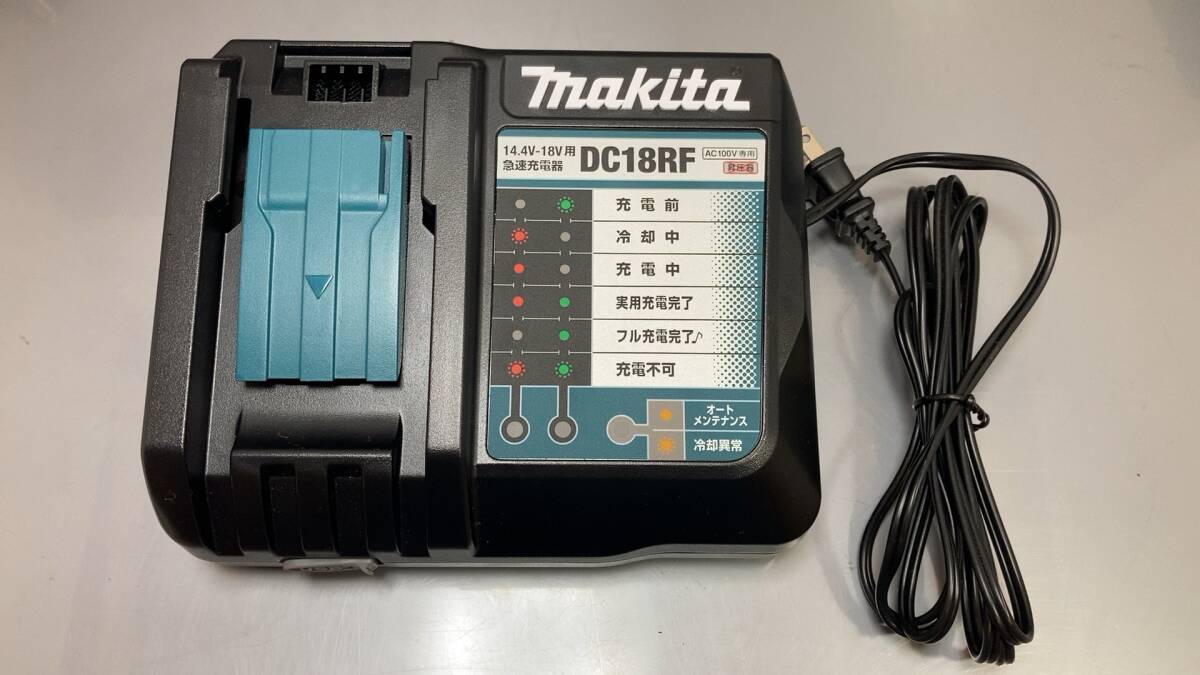 makita
14.4V-18V用
急速充電器
DC18RF
AC100V専用
充電前
冷却中
充電中
実用充電完了
フル充電完了♪
充電不可
オート
メンテナンス
冷却異常